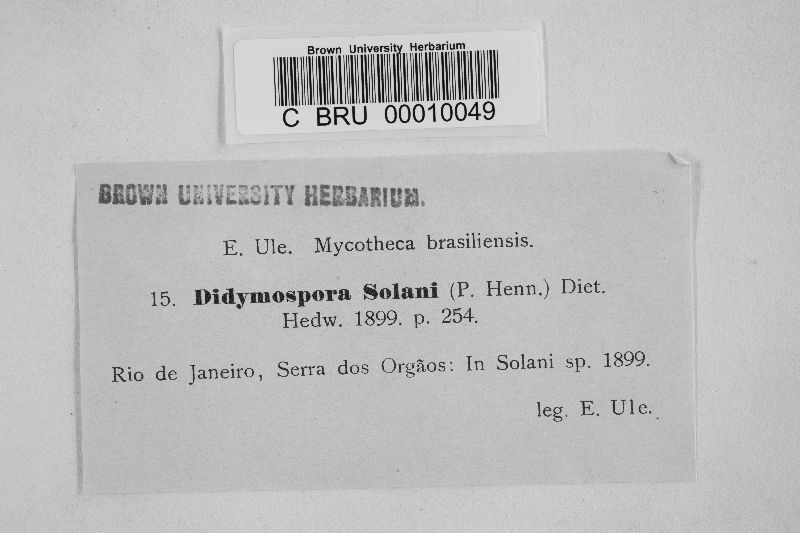 Brown University Herbarium
C BRU 00010049
BROWN UNIVERSITY HERBARIUM.
E. Ule. Mycotheca brasiliensis.
15. Didymospora Solani (P. Henn.) Diet.
Hedw. 1899. p. 254.
Rio de Janeiro, Serra dos Orgãos: In Solani sp. 1899.
leg. E. Ule.